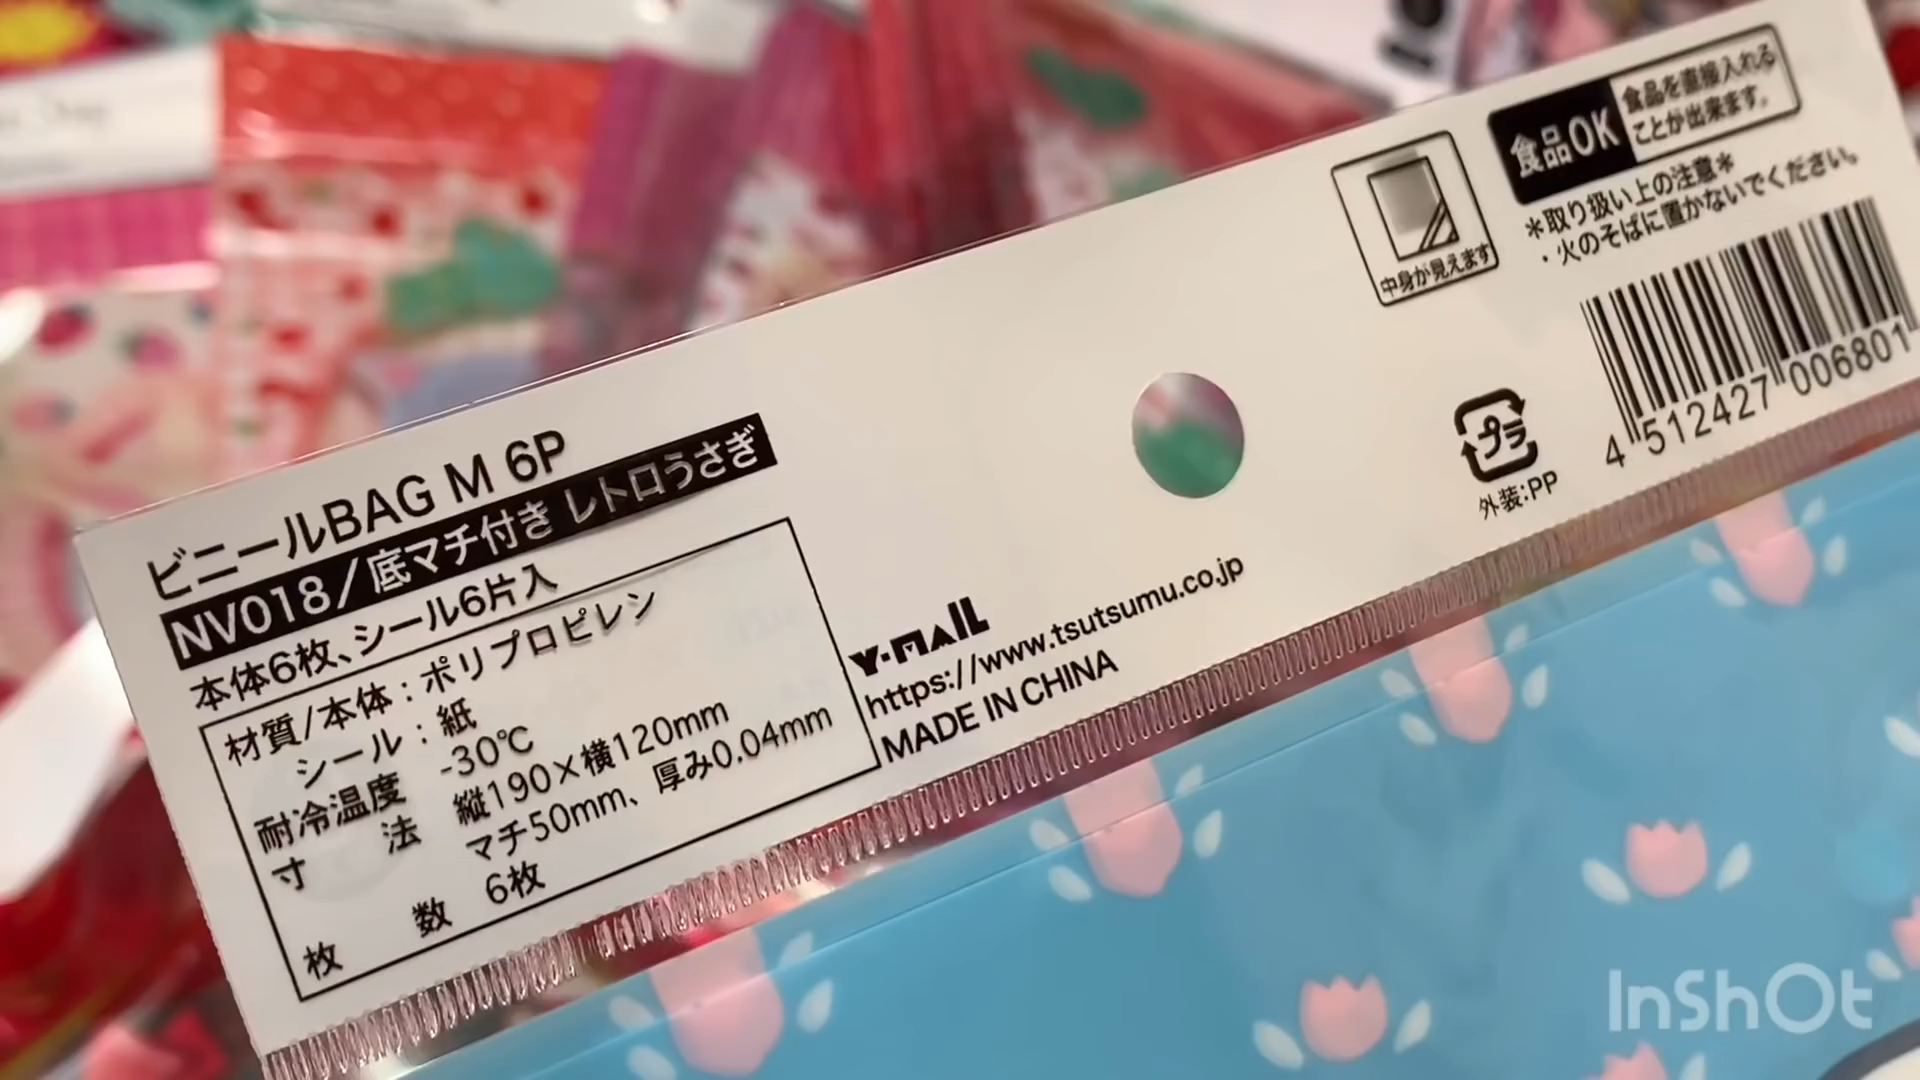 ビニールBAG M 6P
NV018/底マチ付き レトロうさぎ
本体6枚、シール6片入
材質/本体:ポリプロピレン
シール:紙
耐冷温度 -30℃
寸法 縦190×横120mm
マチ50mm、厚み0.04mm
枚数 6枚
Y-MAIL
https://www.tsutsumu.co.jp
MADE IN CHINA
中身が見えます
食品OK
食品を直接入れる
ことが出来ます。
*取り扱い上の注意*
・火のそばに置かないでください。
4 512427 006801
プラ
外装:PP
InShOt